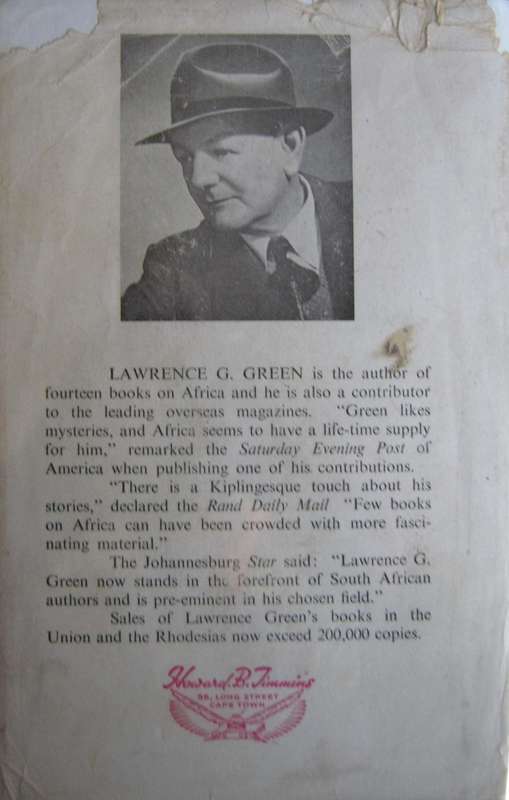 LAWRENCE G. GREEN is the author of
fourteen books on Africa and he is also a contributor
to the leading overseas magazines. "Green likes
mysteries, and Africa seems to have a life-time supply
for him," remarked the Saturday Evening Post of
America when publishing one of his contributions.
"There is a Kiplingesque touch about his
stories," declared the Rand Daily Mail "Few books
on Africa can have been crowded with more fasci-
nating material."
The Johannesburg Star said: "Lawrence G.
Green now stands in the forefront of South African
authors and is pre-eminent in his chosen field."
Sales of Lawrence Green's books in the
Union and the Rhodesias now exceed 200,000 copies.
Howard. B. Timmins
LONG STREET
CAPE TOWN